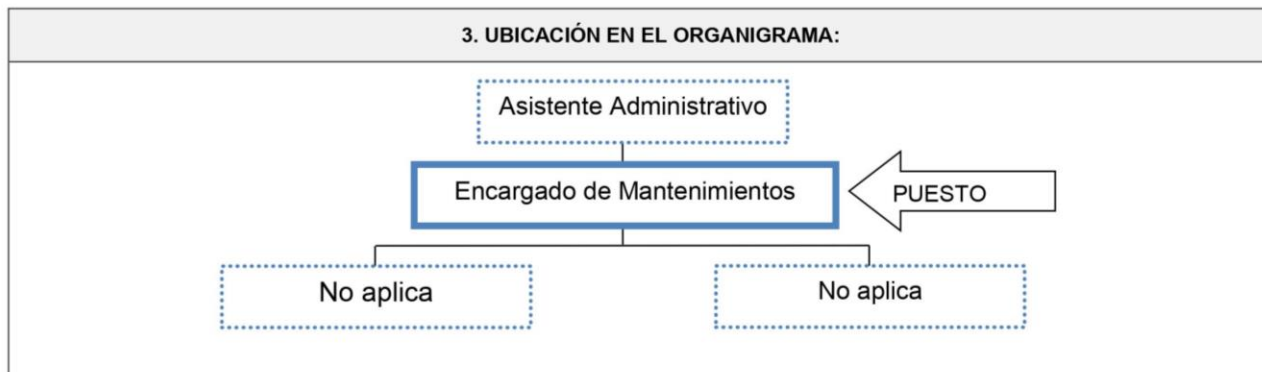 3. UBICACIÓN EN EL ORGANIGRAMA:
Asistente Administrativo
Encargado de Mantenimientos
PUESTO
No aplica
No aplica